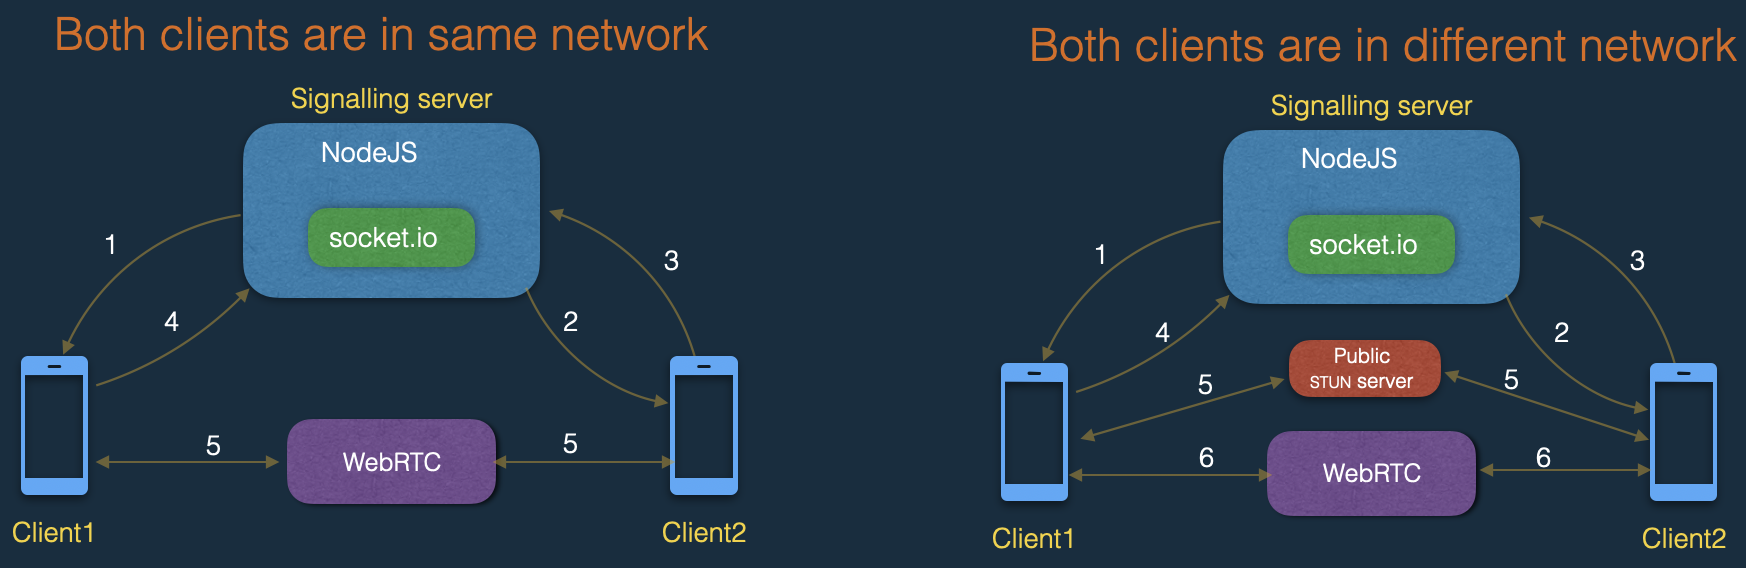 Both clients are in same network
Signalling server
NodeJS
socket.io
1
4
3
2
5
5
WebRTC
Client1
Client2
Both clients are in different network
Signalling server
NodeJS
socket.io
1
4
3
2
Public
STUN server
5
5
6
6
WebRTC
Client1
Client2